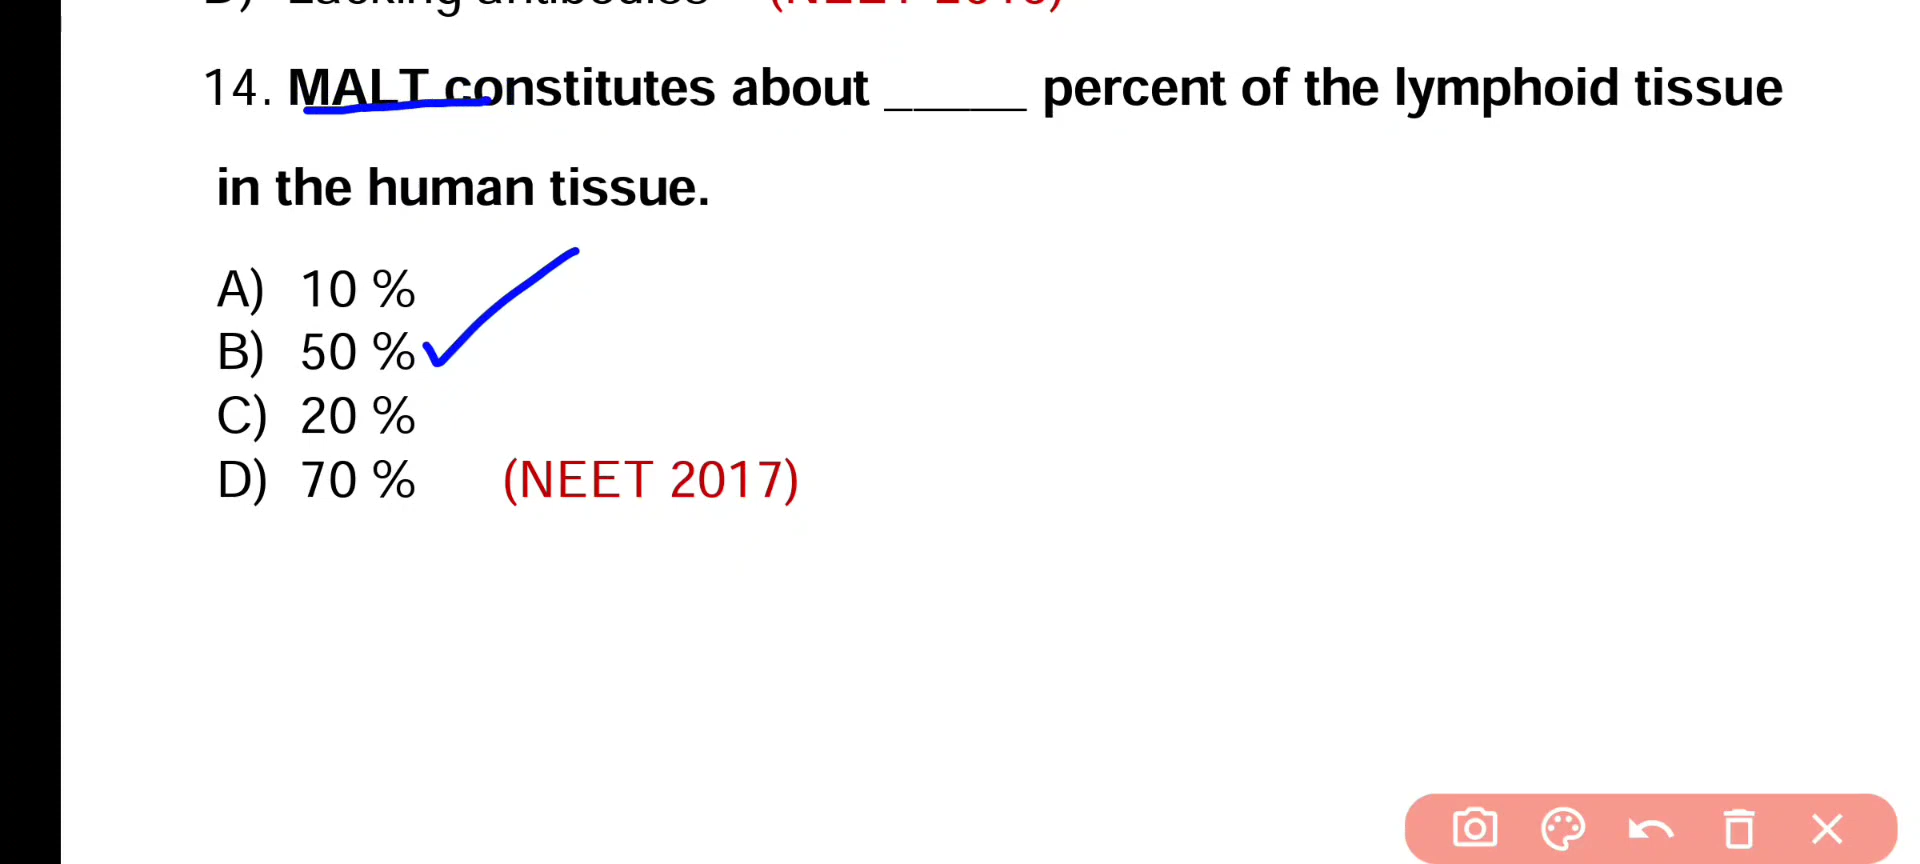 14. MALT constitutes about _____ percent of the lymphoid tissue
in the human tissue.
A) 10 %
B) 50 %
C) 20 %
D) 70 % (NEET 2017)